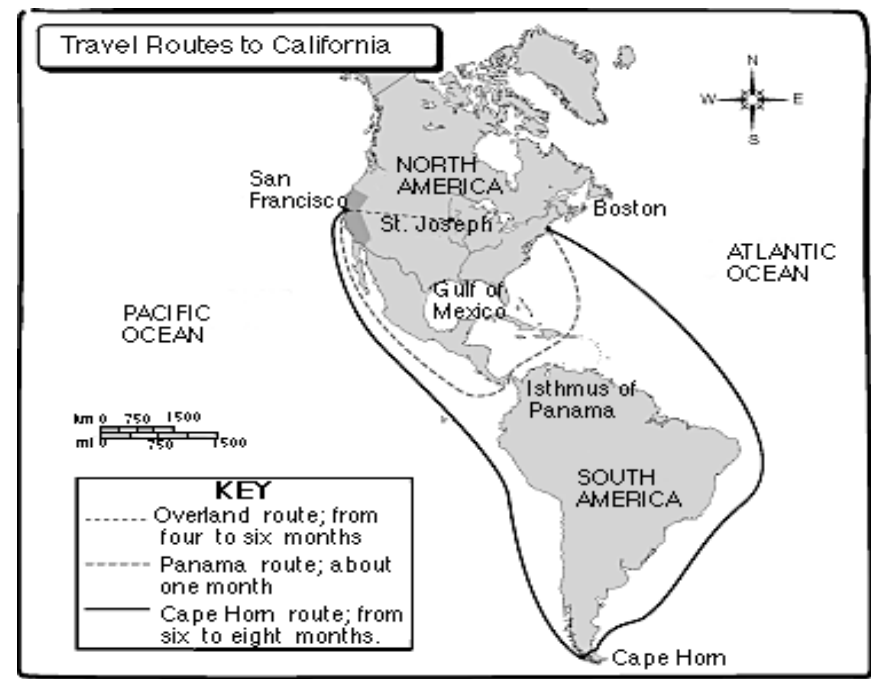 Travel Routes to California
N
W E
S
NORTH
AMERICA
San
Francisco
St. Joseph
Boston
ATLANTIC
OCEAN
Gulf of
Mexico
PACIFIC
OCEAN
Isthmus of
Panama
km 0 750 1500
mi 0 750 1500
SOUTH
AMERICA
KEY
Overland route; from
four to six months
Panama route; about
one month
Cape Horn route; from
six to eight months.
Cape Horn